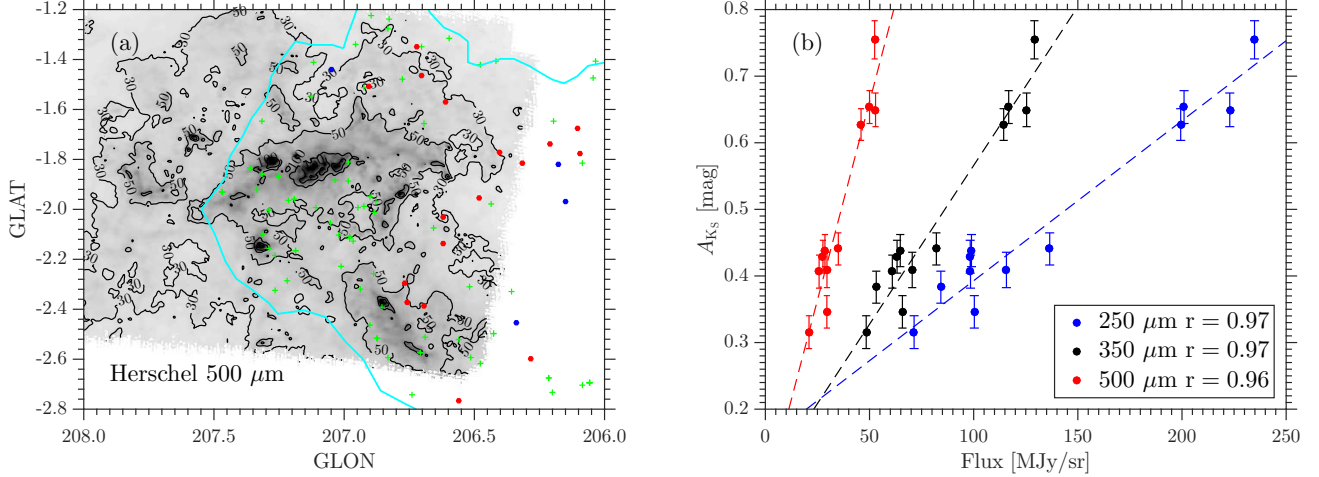 -1.2
-1.4
-1.6
-1.8
-2.0
-2.2
-2.4
-2.6
-2.8
GLAT
(a)
30
50
Herschel 500 μm
208.0 207.5 207.0 206.5 206.0
GLON
0.8
0.7
0.6
0.5
0.4
0.3
0.2
A_Ks [mag]
(b)
250 μm r = 0.97
350 μm r = 0.97
500 μm r = 0.96
0 50 100 150 200 250
Flux [MJy/sr]